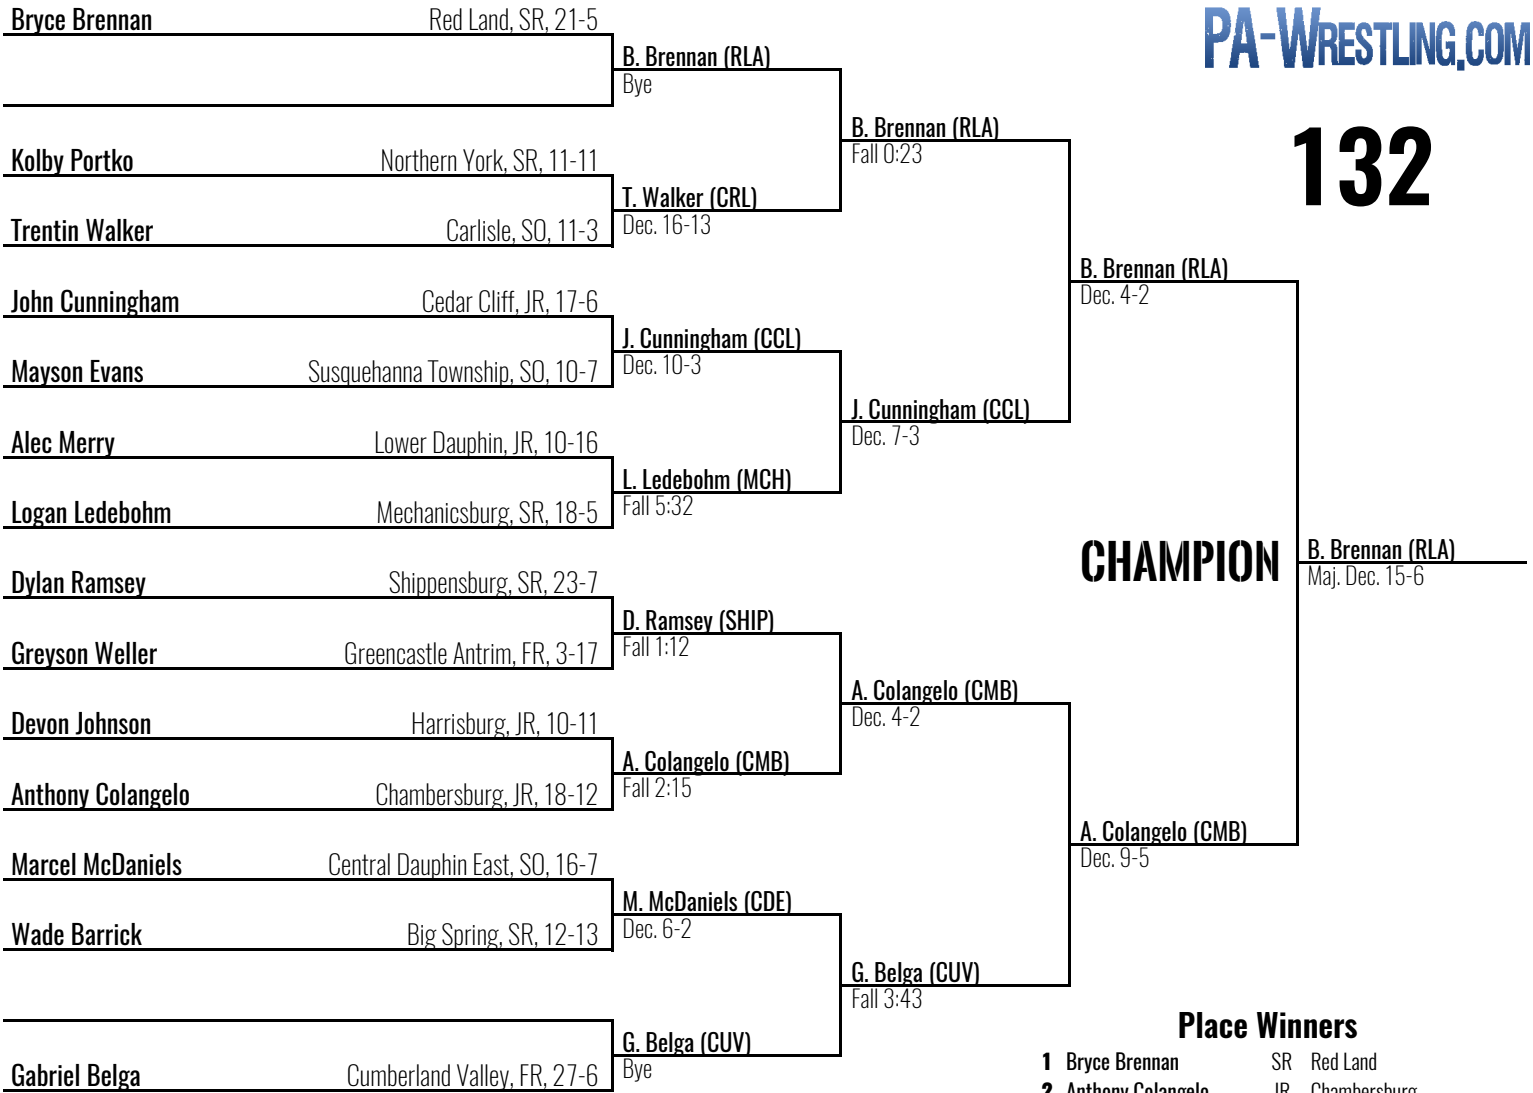 Bryce Brennan Red Land, SR, 21-5
B. Brennan (RLA)
Bye
Kolby Portko Northern York, SR, 11-11
Trentin Walker Carlisle, SO, 11-3
T. Walker (CRL)
Dec. 16-13
B. Brennan (RLA)
Fall 0:23
John Cunningham Cedar Cliff, JR, 17-6
Mayson Evans Susquehanna Township, SO, 10-7
J. Cunningham (CCL)
Dec. 10-3
Alec Merry Lower Dauphin, JR, 10-16
Logan Ledebohm Mechanicsburg, SR, 18-5
L. Ledebohm (MCH)
Fall 5:32
J. Cunningham (CCL)
Dec. 7-3
B. Brennan (RLA)
Dec. 4-2
Dylan Ramsey Shippensburg, SR, 23-7
Greyson Weller Greencastle Antrim, FR, 3-17
D. Ramsey (SHIP)
Fall 1:12
Devon Johnson Harrisburg, JR, 10-11
Anthony Colangelo Chambersburg, JR, 18-12
A. Colangelo (CMB)
Fall 2:15
A. Colangelo (CMB)
Dec. 4-2
Marcel McDaniels Central Dauphin East, SO, 16-7
Wade Barrick Big Spring, SR, 12-13
M. McDaniels (CDE)
Dec. 6-2
Gabriel Belga Cumberland Valley, FR, 27-6
G. Belga (CUV)
Bye
G. Belga (CUV)
Fall 3:43
A. Colangelo (CMB)
Dec. 9-5
PA-WRESTLING.COM
132
CHAMPION
B. Brennan (RLA)
Maj. Dec. 15-6
Place Winners
1 Bryce Brennan SR Red Land
2 Anthony Colangelo JR Chambersburg